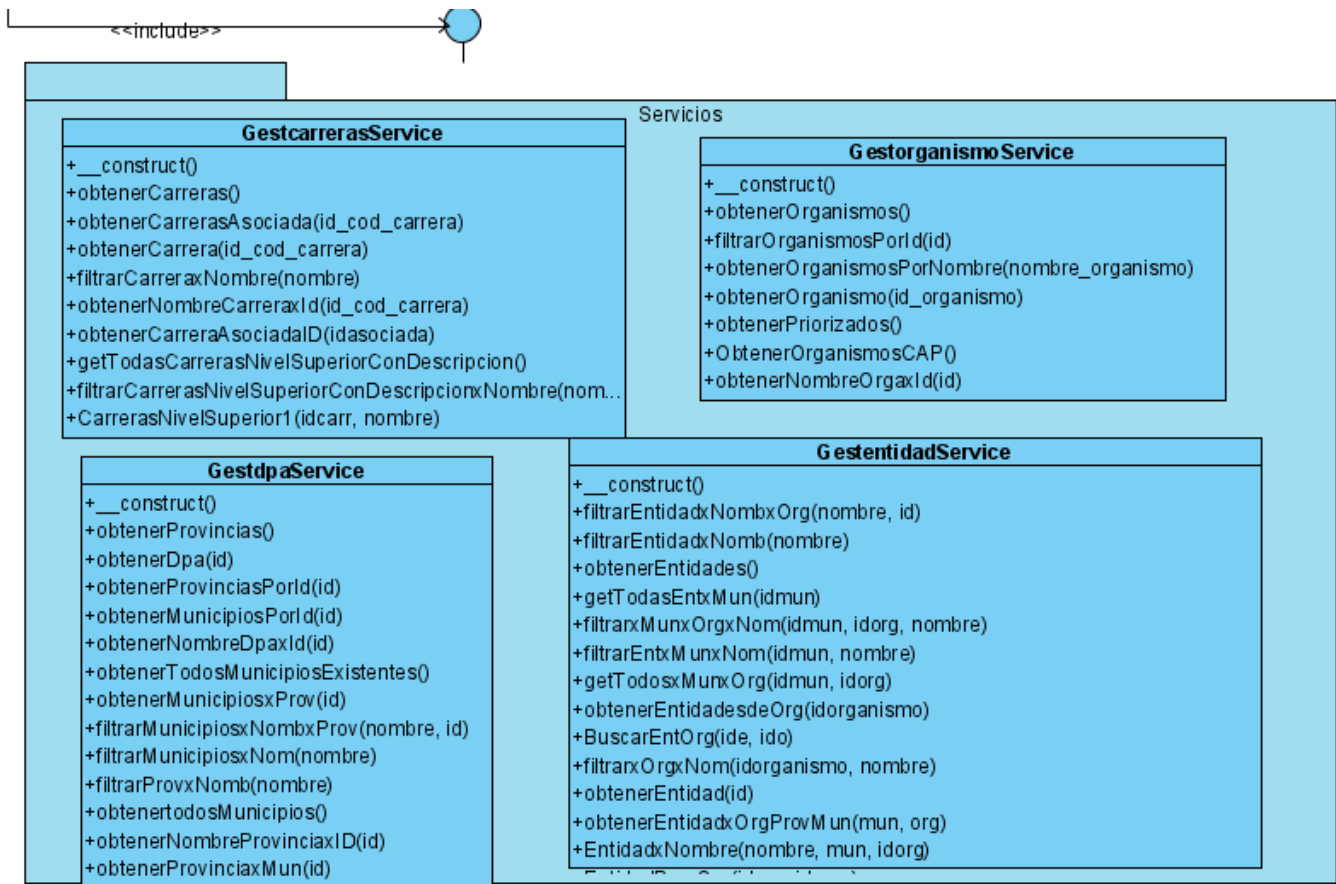 <<include>>
Servicios
GestcarrerasService
+__construct()
+obtenerCarreras()
+obtenerCarrerasAsociada(id_cod_carrera)
+obtenerCarrera(id_cod_carrera)
+filtrarCarreraxNombre(nombre)
+obtenerNombreCarreraxId(id_cod_carrera)
+obtenerCarreraAsociadaID(idasociada)
+getTodasCarrerasNivelSuperiorConDescripcion()
+filtrarCarrerasNivelSuperiorConDescripcionxNombre(nom...
+CarrerasNivelSuperior1(idcarr, nombre)
GestorganismoService
+__construct()
+obtenerOrganismos()
+filtrarOrganismosPorId(id)
+obtenerOrganismosPorNombre(nombre_organismo)
+obtenerOrganismo(id_organismo)
+obtenerPriorizados()
+ObtenerOrganismosCAP()
+obtenerNombreOrgaxId(id)
GestdpaService
+__construct()
+obtenerProvincias()
+obtenerDpa(id)
+obtenerProvinciasPorId(id)
+obtenerMunicipiosPorId(id)
+obtenerNombreDpaxId(id)
+obtenerTodosMunicipiosExistentes()
+obtenerMunicipiosxProv(id)
+filtrarMunicipiosxNombxProv(nombre, id)
+filtrarMunicipiosxNom(nombre)
+filtrarProvxNomb(nombre)
+obtenertodosMunicipios()
+obtenerNombreProvinciaxID(id)
+obtenerProvinciaxMun(id)
GestentidadService
+__construct()
+filtrarEntidadxNombxOrg(nombre, id)
+filtrarEntidadxNomb(nombre)
+obtenerEntidades()
+getTodasEntxMun(idmun)
+filtrarxMunxOrgxNom(idmun, idorg, nombre)
+filtrarEntxMunxNom(idmun, nombre)
+getTodosxMunxOrg(idmun, idorg)
+obtenerEntidadesdeOrg(idorganismo)
+BuscarEntOrg(ide, ido)
+filtrarxOrgxNom(idorganismo, nombre)
+obtenerEntidad(id)
+obtenerEntidadxOrgProvMun(mun, org)
+EntidadxNombre(nombre, mun, idorg)